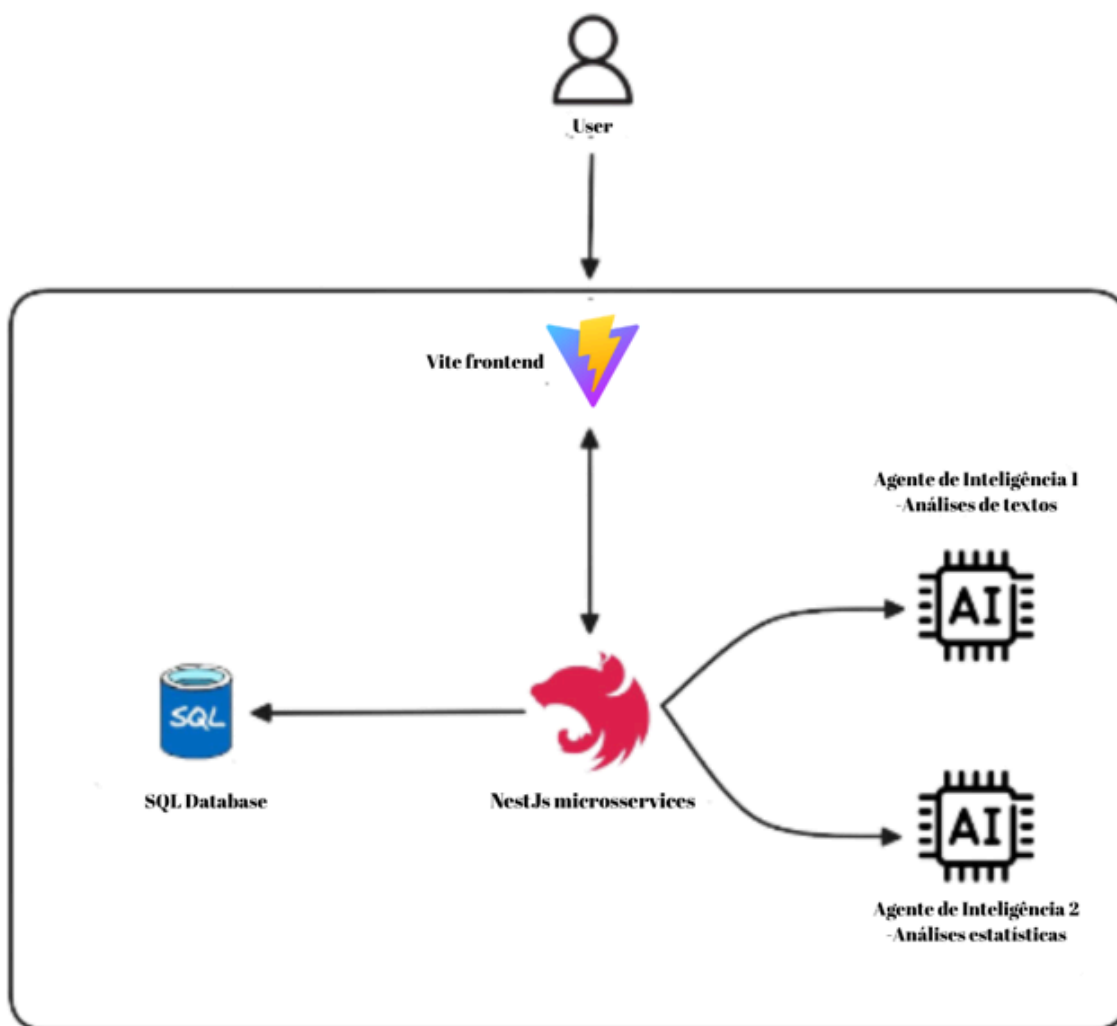 User
Vite frontend
Agente de Inteligência 1
-Análises de textos
AI
SQL
SQL Database
NestJs microsservices
AI
Agente de Inteligência 2
-Análises estatísticas